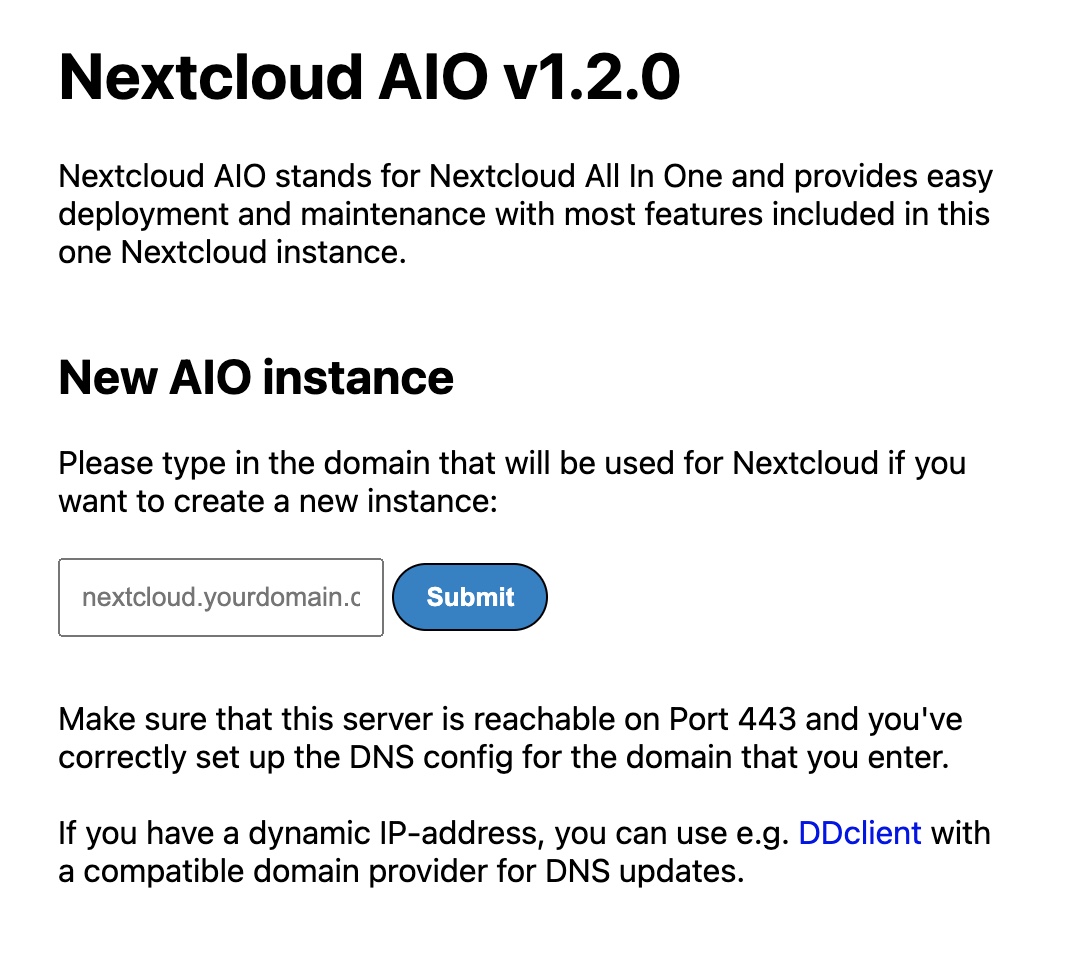 Nextcloud AIO v1.2.0
Nextcloud AIO stands for Nextcloud All In One and provides easy
deployment and maintenance with most features included in this
one Nextcloud instance.
New AIO instance
Please type in the domain that will be used for Nextcloud if you
want to create a new instance:
nextcloud.yourdomain.c
Submit
Make sure that this server is reachable on Port 443 and you've
correctly set up the DNS config for the domain that you enter.
If you have a dynamic IP-address, you can use e.g. DDclient with
a compatible domain provider for DNS updates.